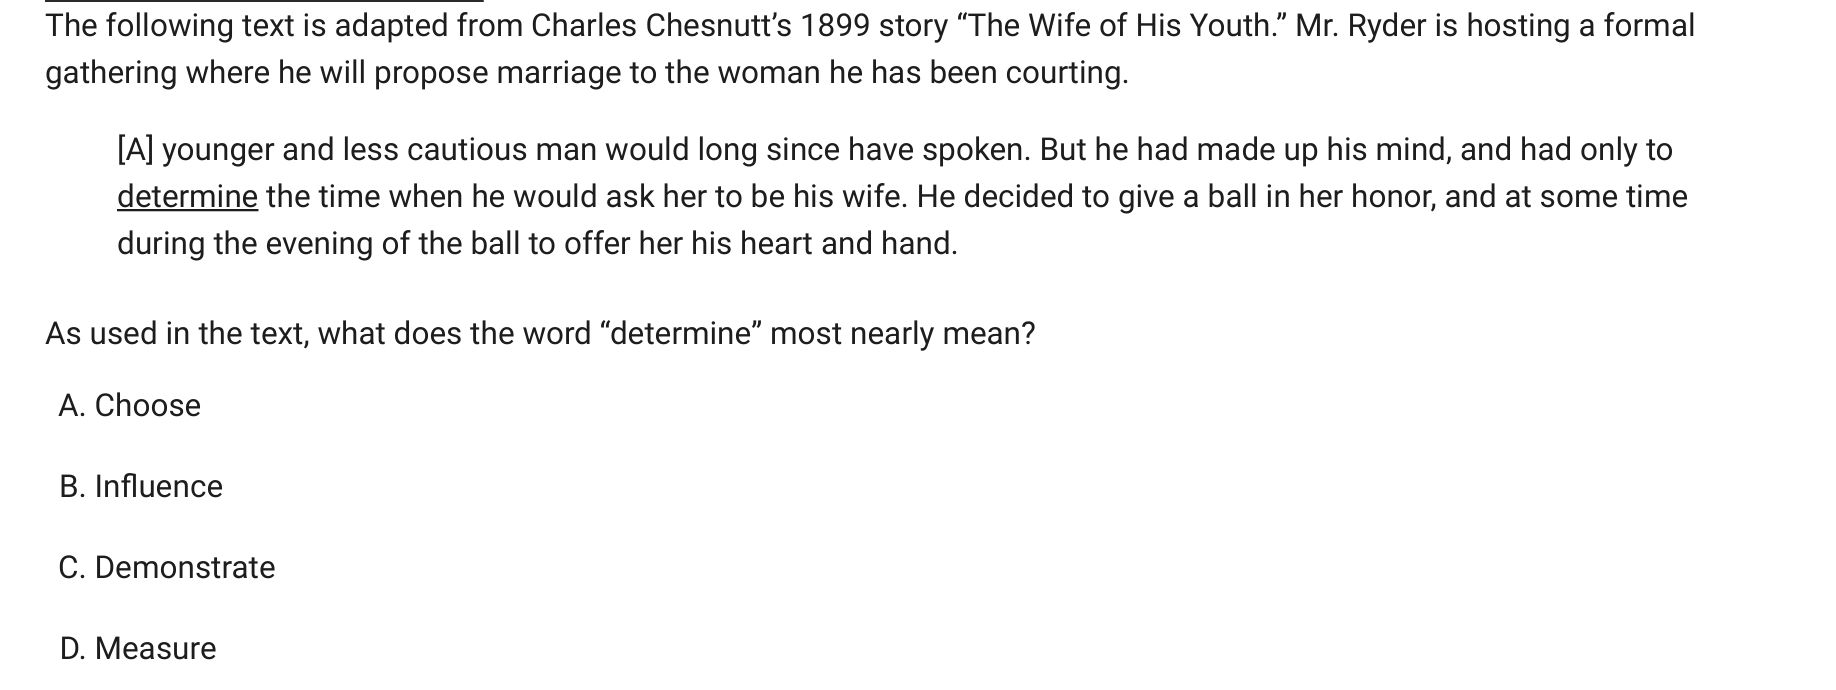 The following text is adapted from Charles Chesnutt’s 1899 story “The Wife of His Youth.” Mr. Ryder is hosting a formal
gathering where he will propose marriage to the woman he has been courting.
[A] younger and less cautious man would long since have spoken. But he had made up his mind, and had only to
determine the time when he would ask her to be his wife. He decided to give a ball in her honor, and at some time
during the evening of the ball to offer her his heart and hand.
As used in the text, what does the word “determine” most nearly mean?
A. Choose
B. Influence
C. Demonstrate
D. Measure